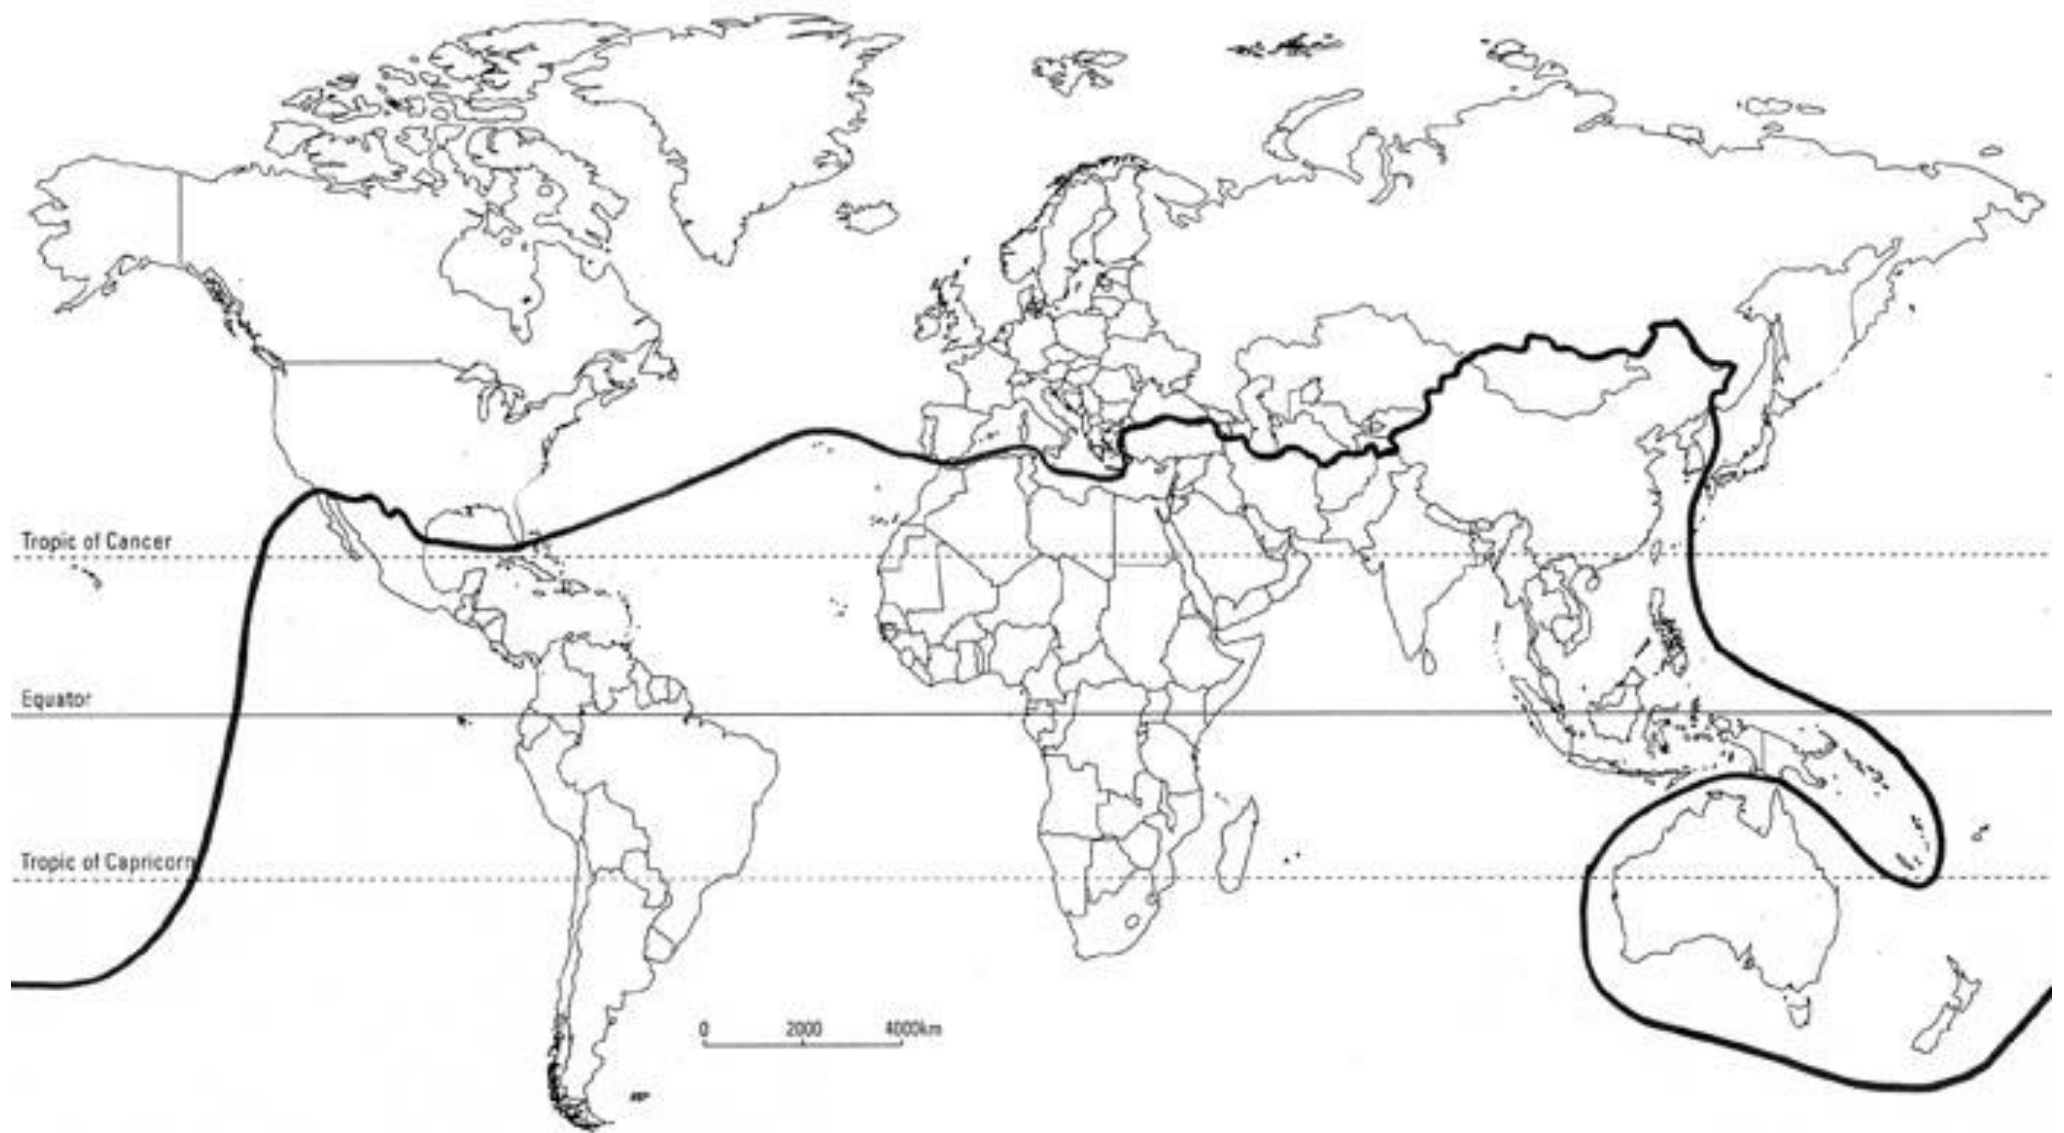 Tropic of Cancer
Equator
Tropic of Capricorn
0 2000 4000km